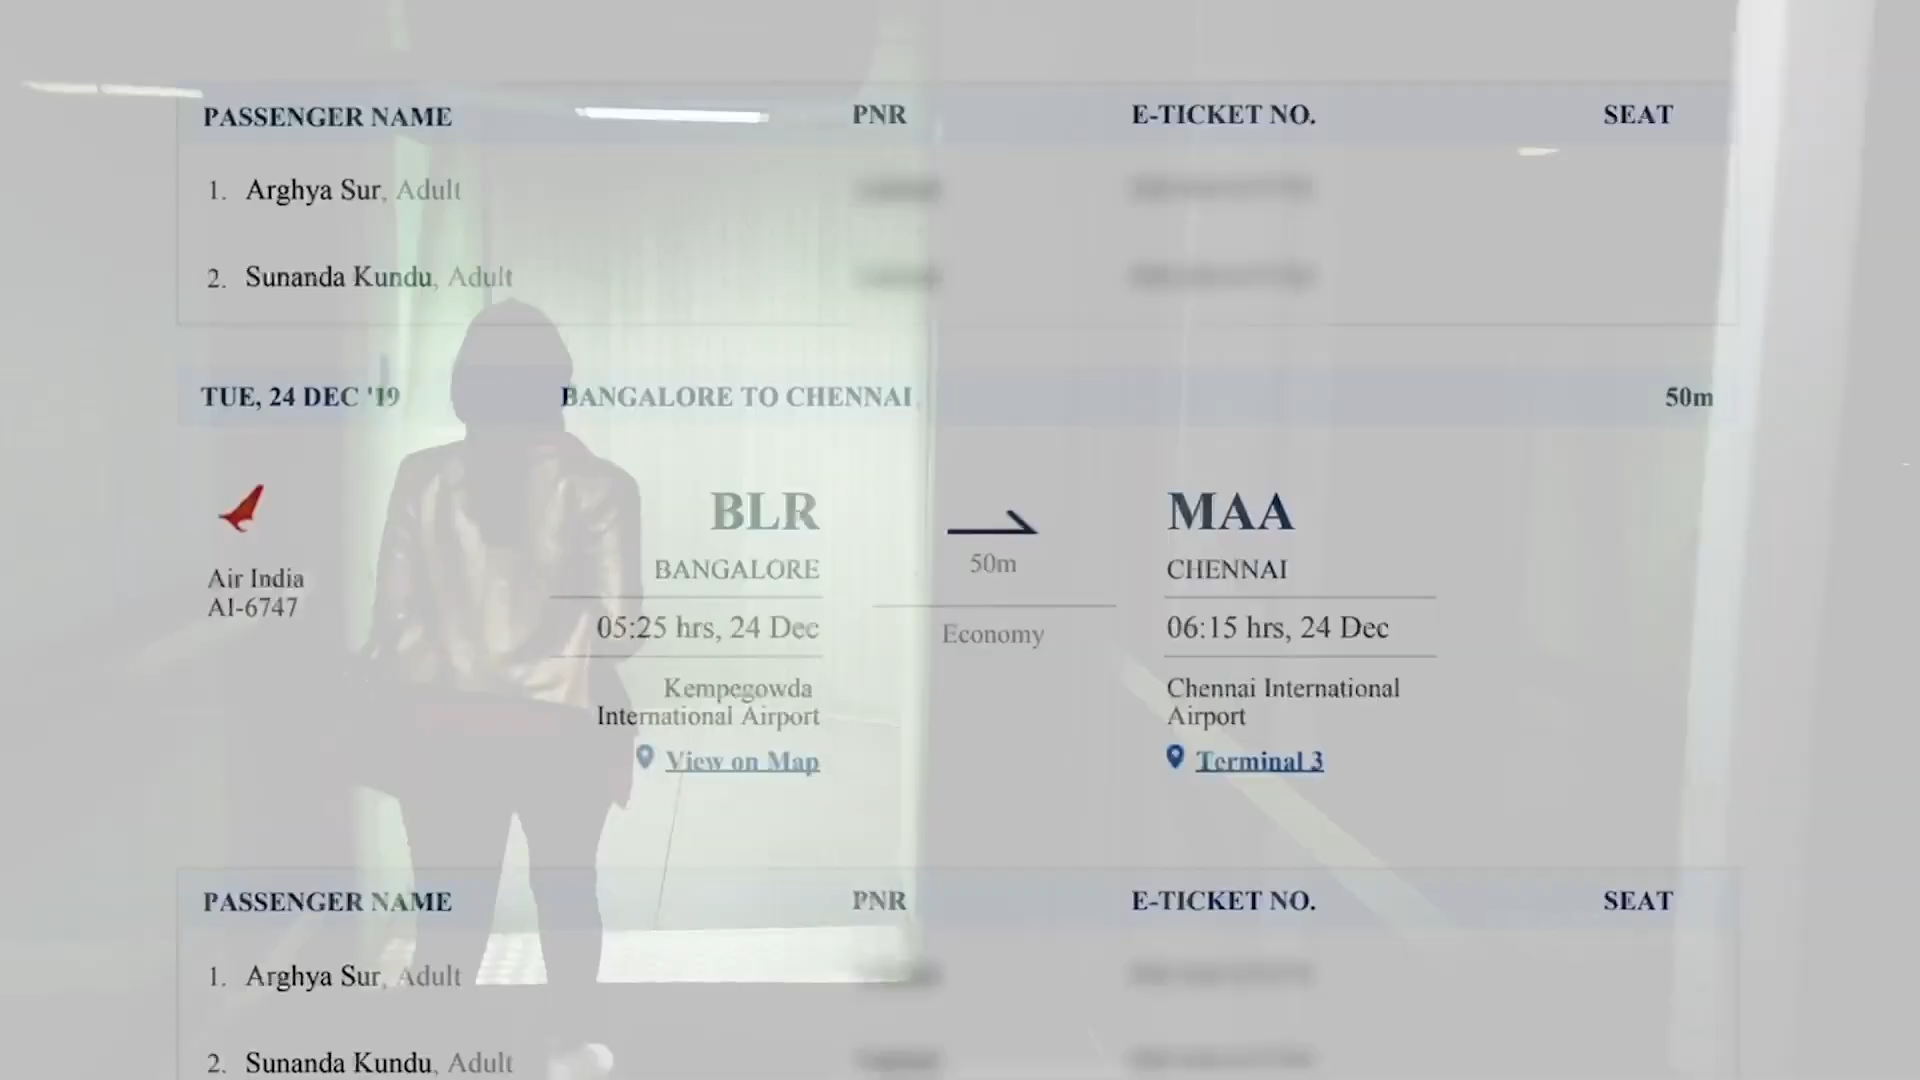 PASSENGER NAME PNR E-TICKET NO. SEAT
1. Arghya Sur, Adult
2. Sunanda Kundu, Adult
TUE, 24 DEC '19 BANGALORE TO CHENNAI 50m
BLR MAA
50m
BANGALORE CHENNAI
Air India
AI-6747
05:25 hrs, 24 Dec Economy 06:15 hrs, 24 Dec
Kempegowda Chennai International
International Airport Airport
View on Map Terminal 3
PASSENGER NAME PNR E-TICKET NO. SEAT
1. Arghya Sur, Adult
2. Sunanda Kundu, Adult